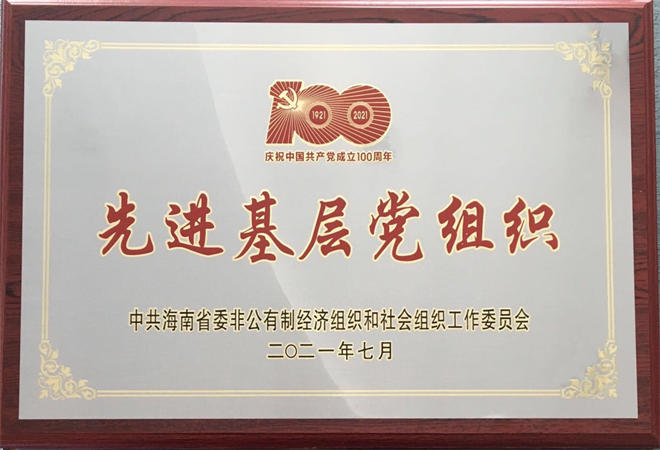 100
1921 2021
庆祝中国共产党成立100周年
先进基层党组织
中共海南省委非公有制经济组织和社会组织工作委员会
二〇二一年七月